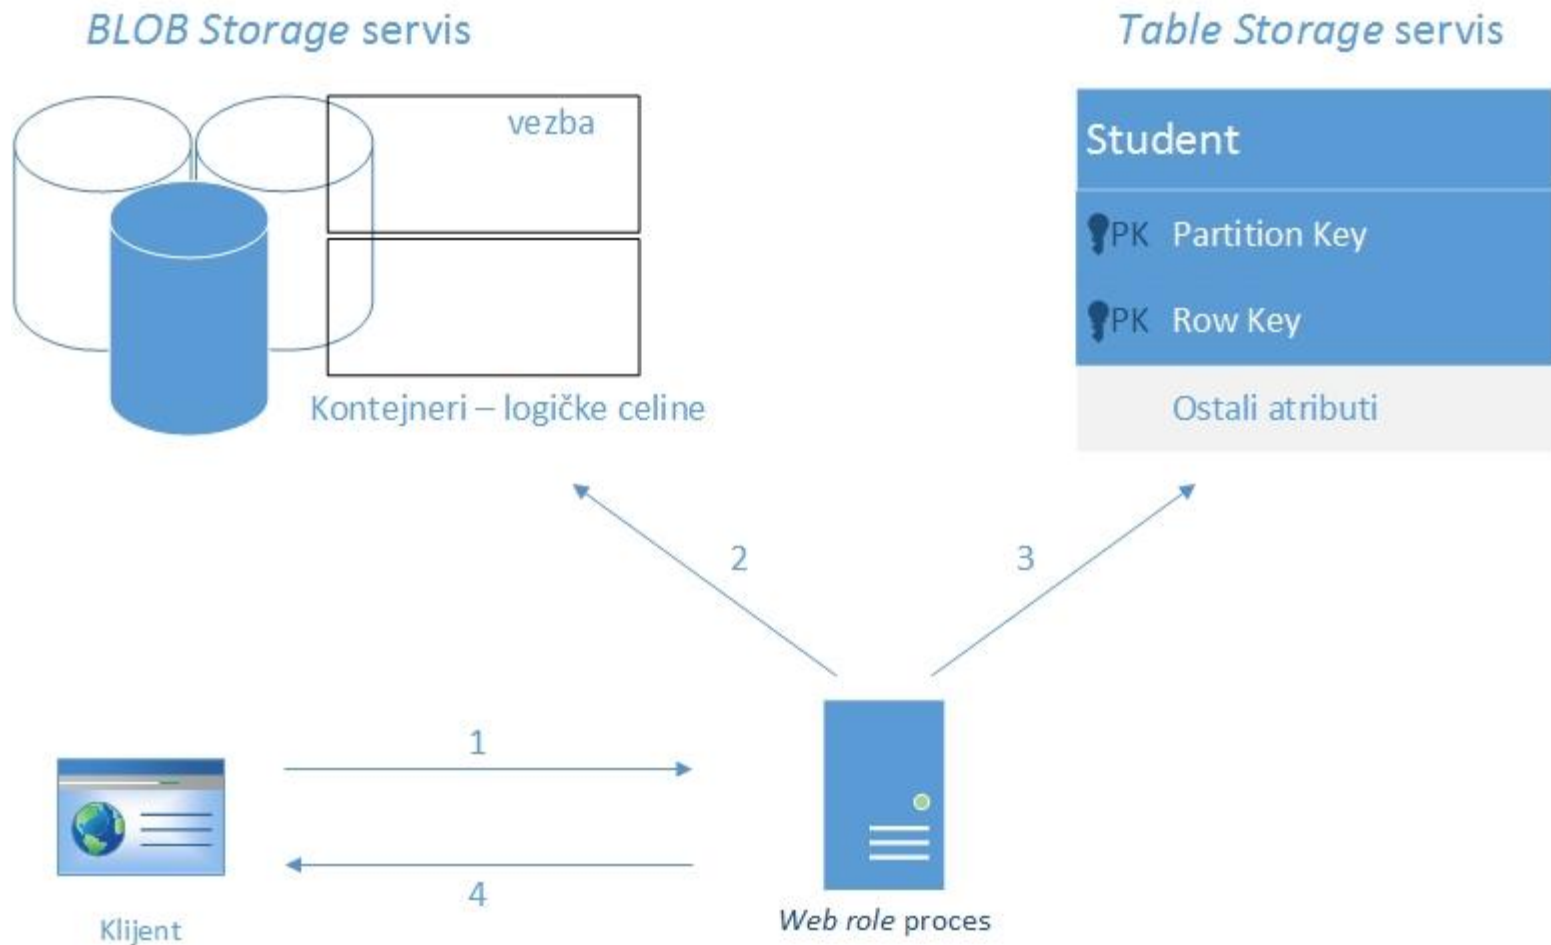 BLOB Storage servis
Table Storage servis
vezba
Student
PK Partition Key
PK Row Key
Kontejneri – logičke celine
Ostali atributi
2
3
1
4
Web role proces
Klijent